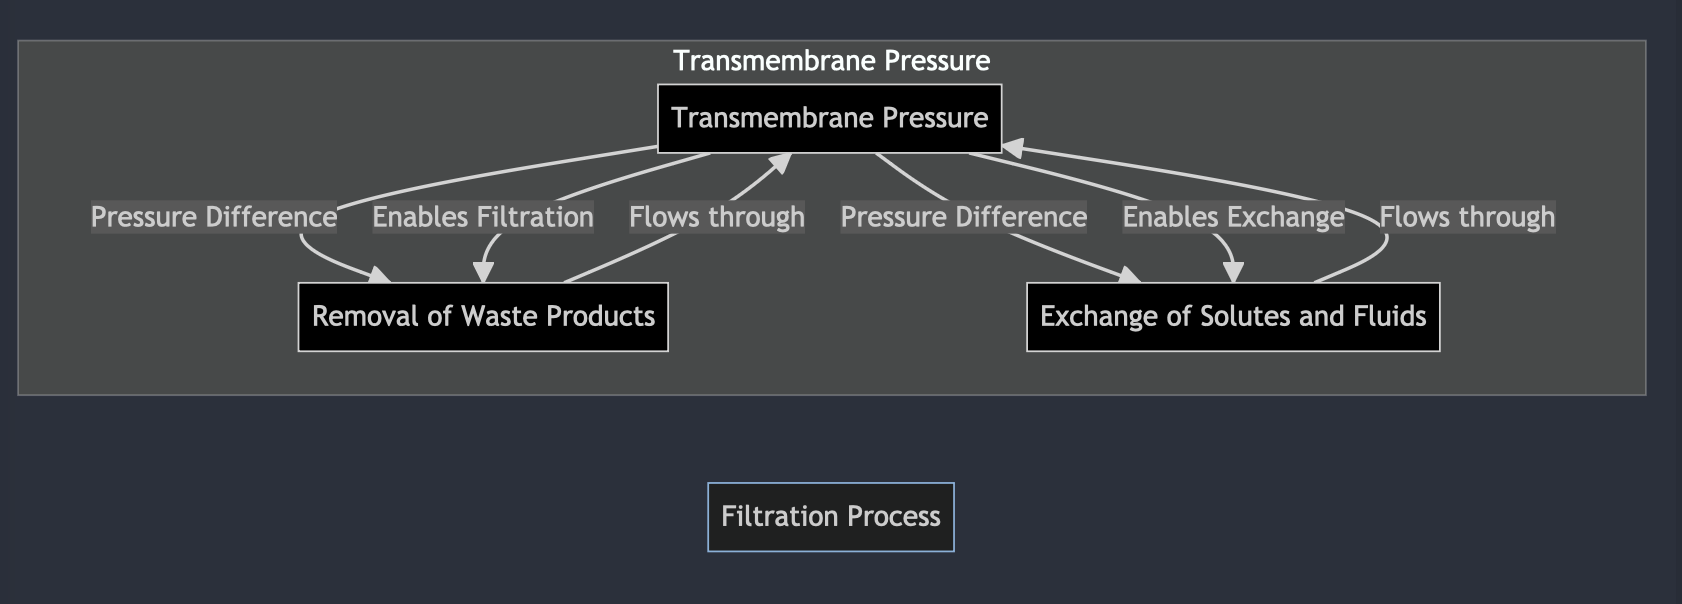 Transmembrane Pressure
Transmembrane Pressure
Pressure Difference
Enables Filtration
Flows through
Pressure Difference
Enables Exchange
Flows through
Removal of Waste Products
Exchange of Solutes and Fluids
Filtration Process